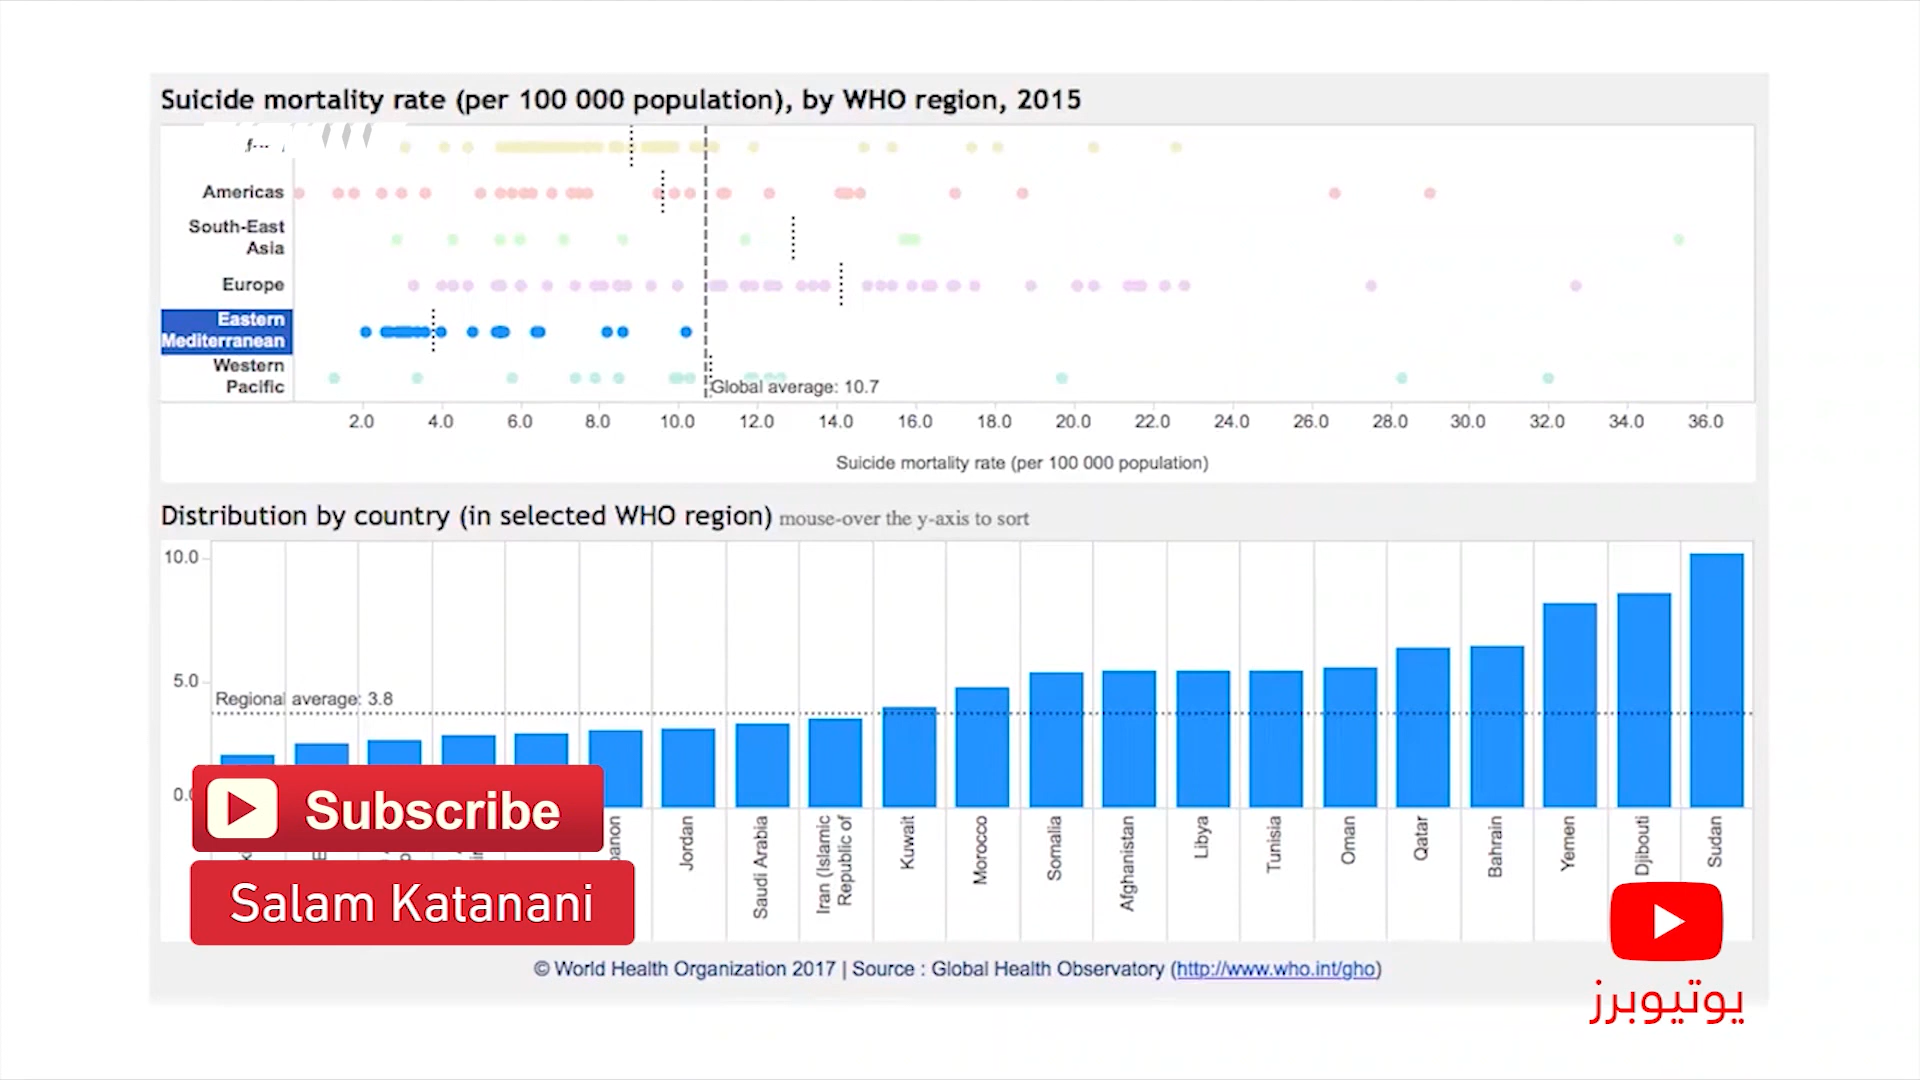 Suicide mortality rate (per 100 000 population), by WHO region, 2015
Americas
South-East
Asia
Europe
Eastern
Mediterranean
Western
Pacific
Global average: 10.7
2.0 4.0 6.0 8.0 10.0 12.0 14.0 16.0 18.0 20.0 22.0 24.0 26.0 28.0 30.0 32.0 34.0 36.0
Suicide mortality rate (per 100 000 population)
Distribution by country (in selected WHO region) mouse-over the y-axis to sort
10.0
5.0
Regional average: 3.8
Subscribe
Salam Katanani
Jordan
Saudi Arabia
Iran (Islamic
Republic of
Kuwait
Morocco
Somalia
Afghanistan
Libya
Tunisia
Oman
Qatar
Bahrain
Yemen
Djibouti
Sudan
© World Health Organization 2017 | Source : Global Health Observatory (http://www.who.int/gho)
يوتيوبرز